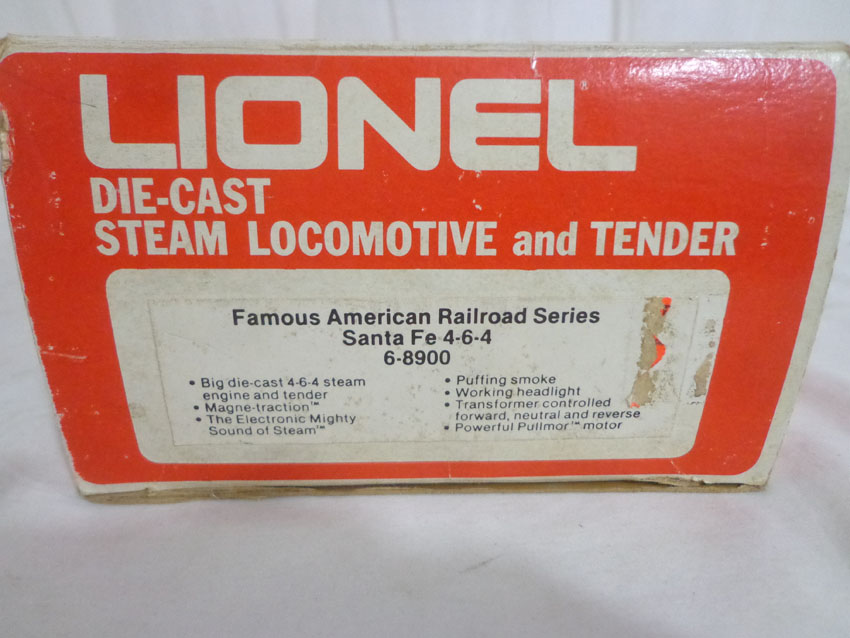 LIONEL®
DIE-CAST
STEAM LOCOMOTIVE and TENDER
Famous American Railroad Series
Santa Fe 4-6-4
6-8900
• Big die-cast 4-6-4 steam
engine and tender
• Magne-traction™
• The Electronic Mighty
Sound of Steam™
• Puffing smoke
• Working headlight
• Transformer controlled
forward, neutral and reverse
• Powerful Pullmor™ motor